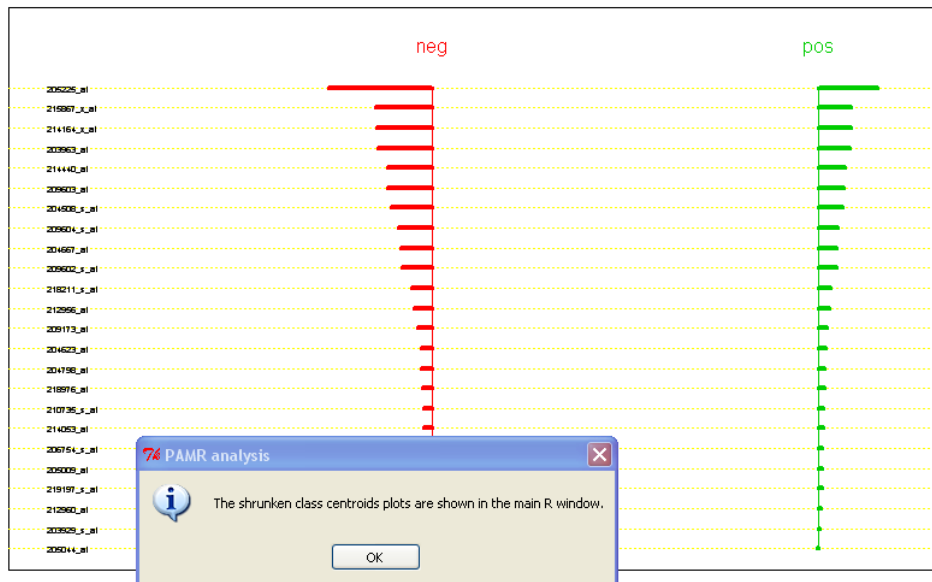 neg pos
205225_at
215867_x_at
214164_x_at
203963_at
214440_at
209603_at
204508_s_at
209604_s_at
204667_at
209602_s_at
218211_s_at
212956_at
209173_at
204623_at
204798_at
218976_at
210735_s_at
214053_at
206754_s_at
205009_at
219197_s_at
212960_at
203929_s_at
205044_at
PAMR analysis
The shrunken class centroids plots are shown in the main R window.
OK